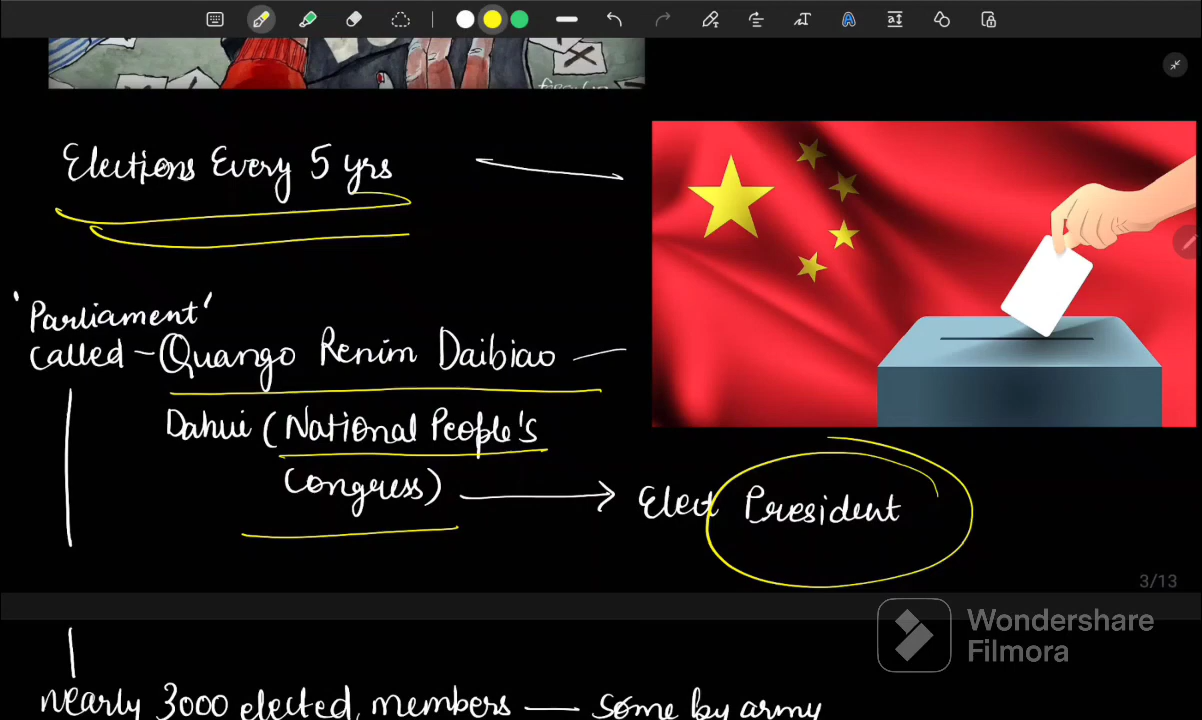 Elections Every 5 yrs
'Parliament'
called - Quango Renim Daibiao
Dahui (National People's
Congress)
Elect President
3/13
Wondershare
Filmora
nearly 3000 elected members — some by army